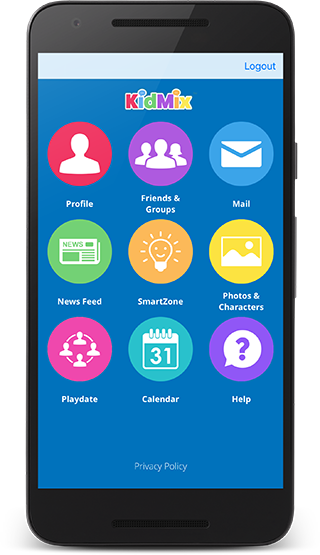 Logout
KidMix
Profile
Friends &
Groups
Mail
NEWS
News Feed
SmartZone
Photos &
Characters
31
?
Playdate
Calendar
Help
Privacy Policy